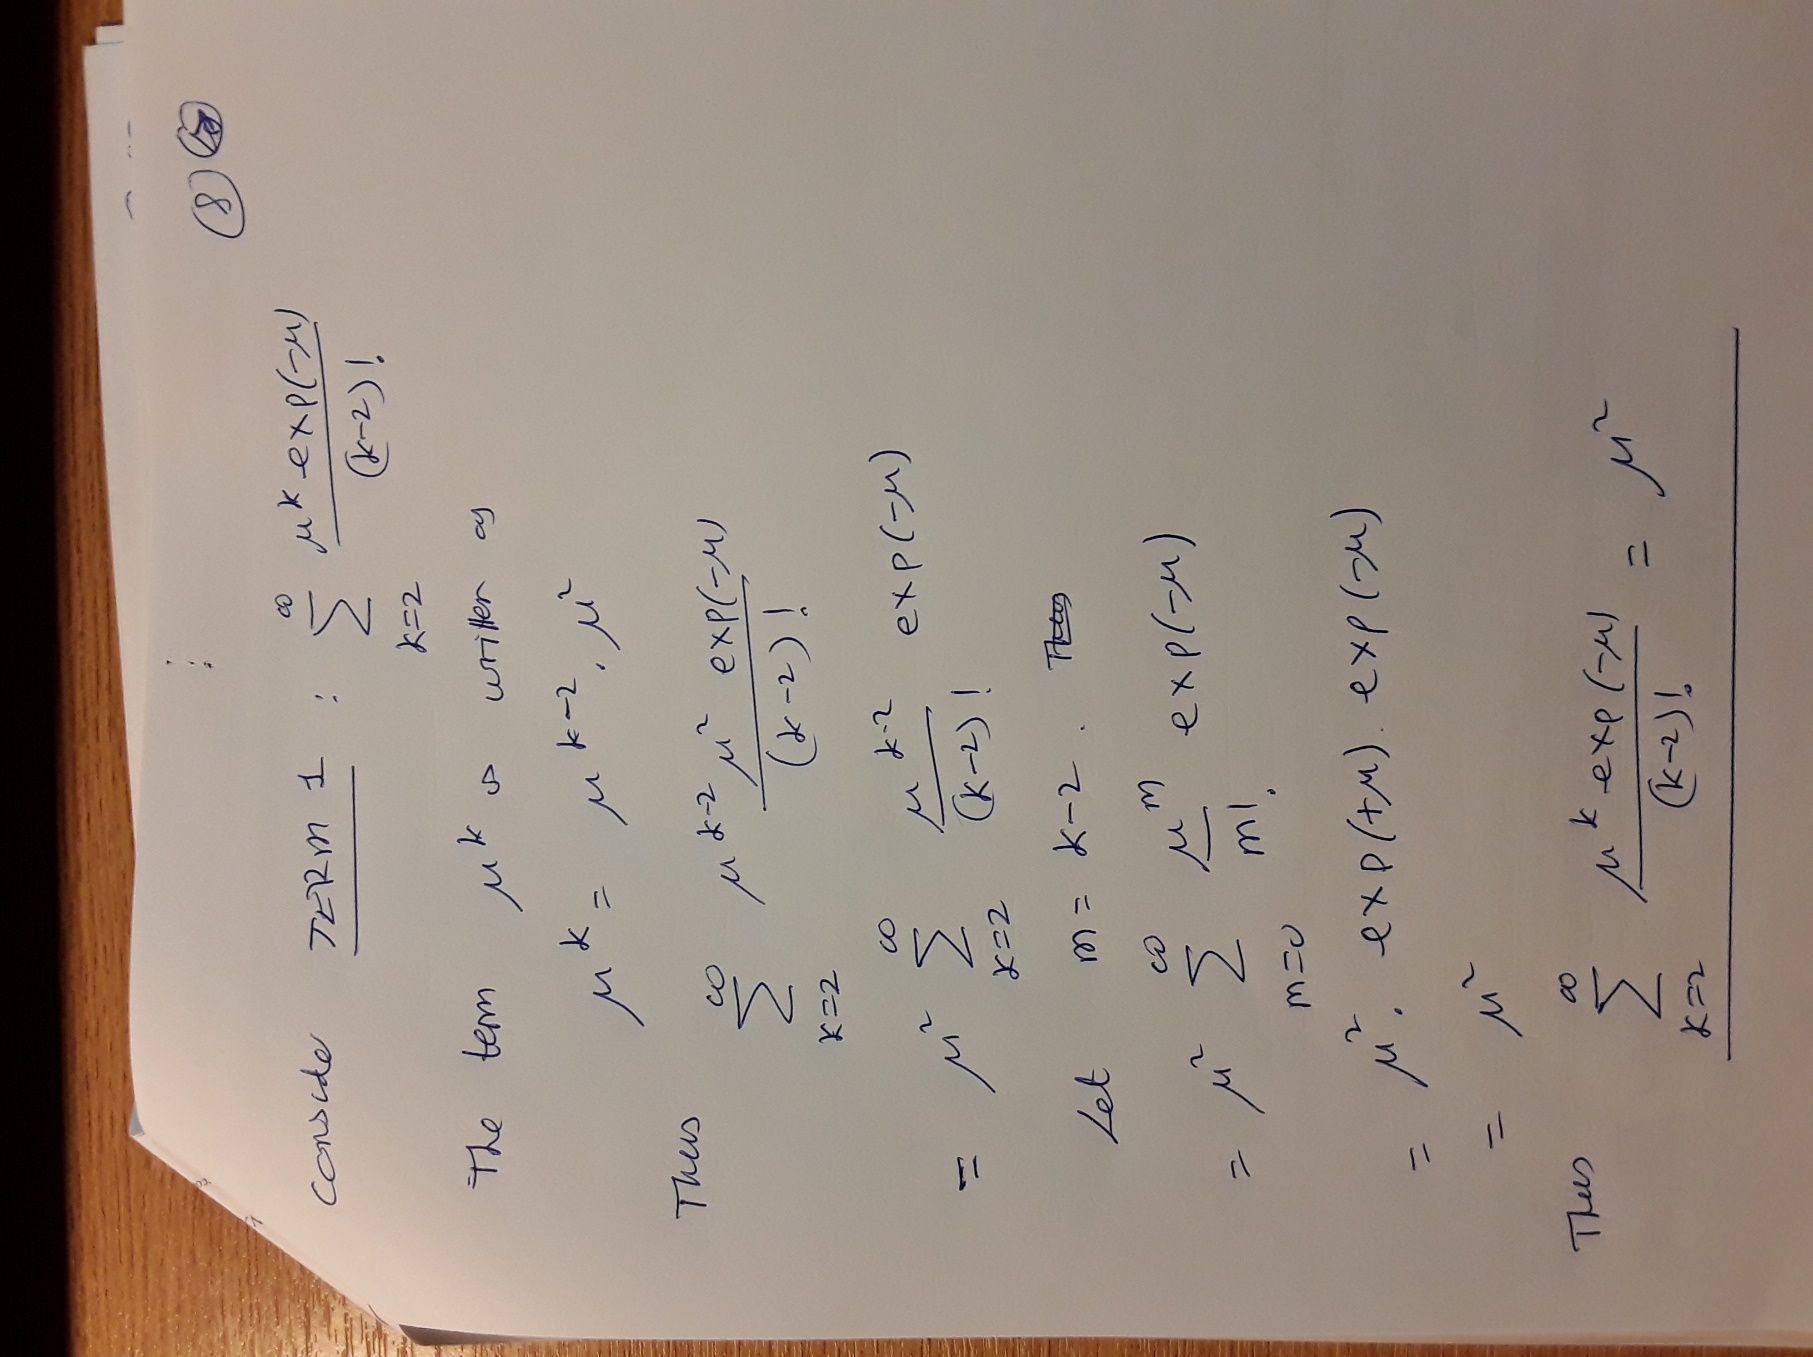 (8)
Conside TERM 1 : ∑_{k=2}^{∞} μ^k exp(-μ) / (k-2)!
The term μ^k is written as
μ^k = μ^{k-2} . μ^2
Thus ∑_{k=2}^{∞} μ^{k-2} μ^2 exp(-μ) / (k-2)!
= μ^2 ∑_{k=2}^{∞} μ^{k-2} / (k-2)! exp(-μ)
Let m = k-2 .
= μ^2 ∑_{m=0}^{∞} μ^m / m! exp(-μ)
= μ^2 . exp(+μ) . exp(-μ)
= μ^2
Thus ∑_{k=2}^{∞} μ^k exp(-μ) / (k-2)! = μ^2